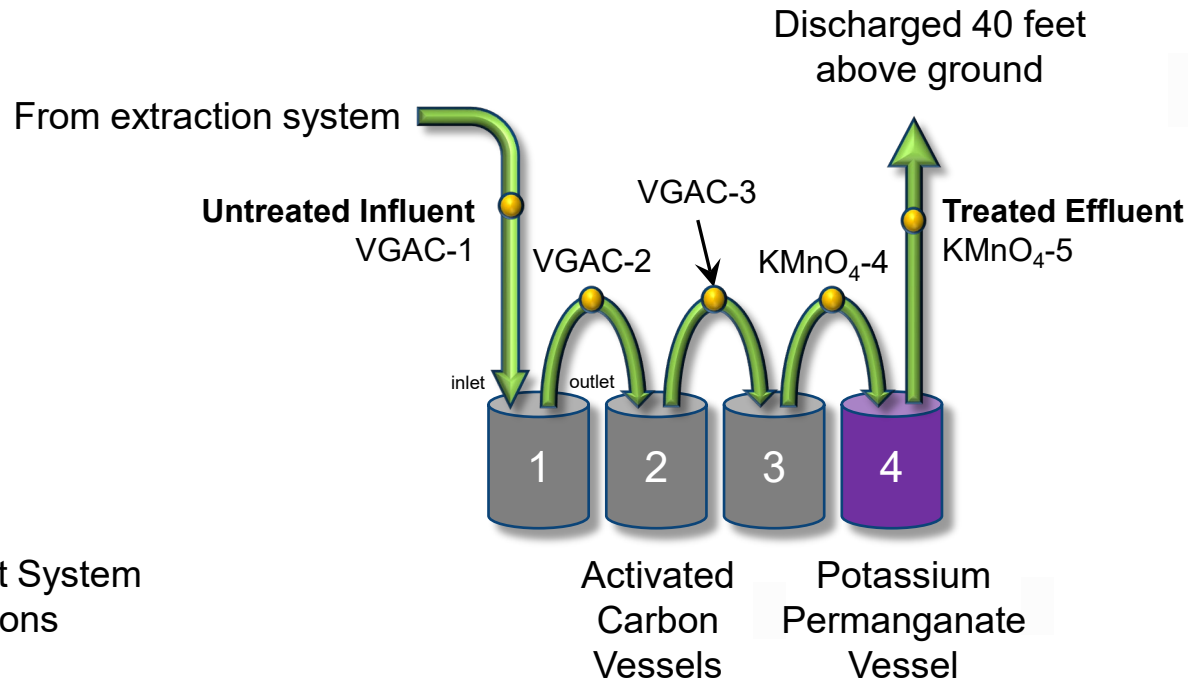 Discharged 40 feet
above ground
From extraction system
Untreated Influent
VGAC-1
VGAC-2
VGAC-3
KMnO₄-4
Treated Effluent
KMnO₄-5
inlet
outlet
1
2
3
4
t System
ons
Activated
Carbon
Vessels
Potassium
Permanganate
Vessel